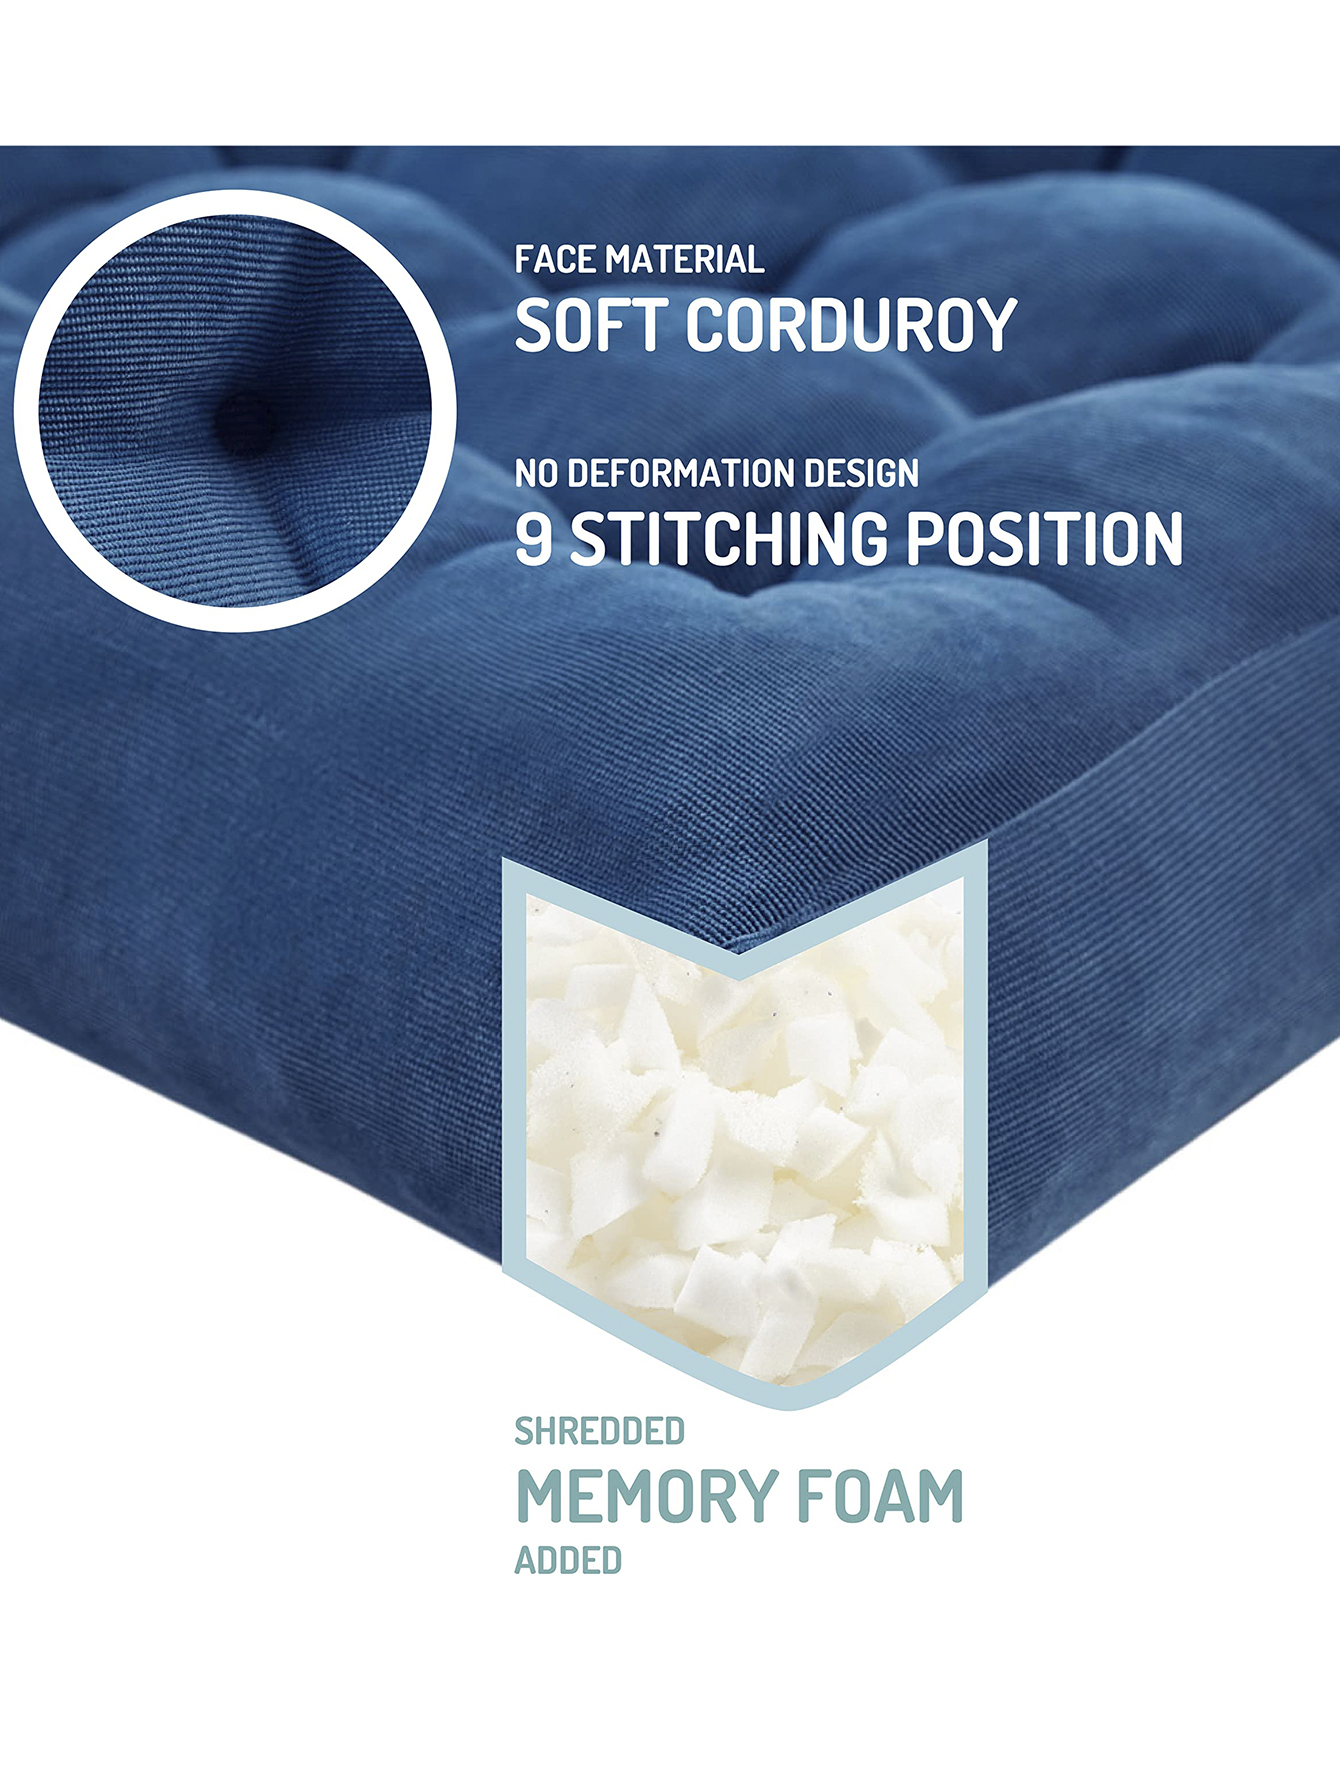 FACE MATERIAL
SOFT CORDUROY
NO DEFORMATION DESIGN
9 STITCHING POSITION
SHREDDED
MEMORY FOAM
ADDED